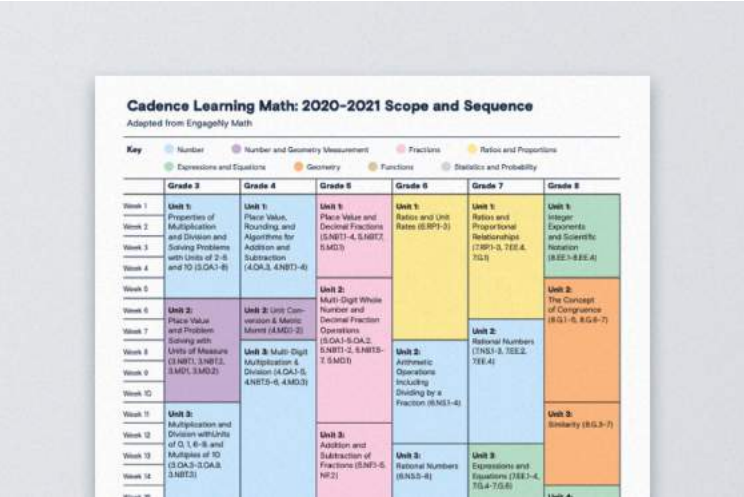 Cadence Learning Math: 2020-2021 Scope and Sequence
Adapted from EngageNy Math
Key
Number
Number and Geometry Measurement
Fractions
Ratios and Proportions
Expressions and Equations
Geometry
Functions
Statistics and Probability
Grade 3
Grade 4
Grade 5
Grade 6
Grade 7
Grade 8
Week 1
Week 2
Week 3
Week 4
Week 5
Week 6
Week 7
Week 8
Week 9
Week 10
Week 11
Week 12
Week 13
Week 14
Unit 1:
Properties of
Multiplication
and Division and
Solving Problems
with Units of 2-5
and 10 (3.OA.1-8)
Unit 2:
Place Value
and Problem
Solving with
Units of Measure
(3.NBT.1, 3.NBT.2,
3.MD.1, 3.MD.2)
Unit 3:
Multiplication and
Division withUnits
of 0, 1, 6-9, and
Multiples of 10
(3.OA.3-3.OA.9,
3.NBT.3)
Unit 1:
Place Value,
Rounding, and
Algorithms for
Addition and
Subtraction
(4.OA.3, 4.NBT.1-6)
Unit 2: Unit Con-
version & Metric
Momt (4.MD.1-2)
Unit 3: Multi-Digit
Multiplication &
Division (4.OA.1-5,
4.NBT.5-6, 4.MD.3)
Unit 1:
Place Value and
Decimal Fractions
(5.NBT.1-4, 5.NBT.7,
5.MD.1)
Unit 2:
Multi-Digit Whole
Number and
Decimal Fraction
Operations
(5.OA.1-5.OA.2,
5.NBT.1-2, 5.NBT.5-
7, 5.MD.1)
Unit 3:
Addition and
Subtraction of
Fractions (5.NF.1-5,
NF.2)
Unit 1:
Ratios and Unit
Rates (6.RP.1-3)
Unit 2:
Arithmetic
Operations
Including
Dividing by a
Fraction (6.NS.1-4)
Unit 3:
Rational Numbers
(6.NS.5-8)
Unit 1:
Ratios and
Proportional
Relationships
(7.RP.1-3, 7.EE.4,
7.G.1)
Unit 2:
Rational Numbers
(7.NS.1-3, 7.EE.2,
7.EE.4)
Unit 3:
Expressions and
Equations (7.EE.1-4,
7.G.4-7.G.6)
Unit 1:
Integer
Exponents
and Scientific
Notation
(8.EE.1-8.EE.4)
Unit 2:
The Concept
of Congruence
(8.G.1-5, 8.G.6-7)
Unit 3:
Similarity (8.G.3-7)